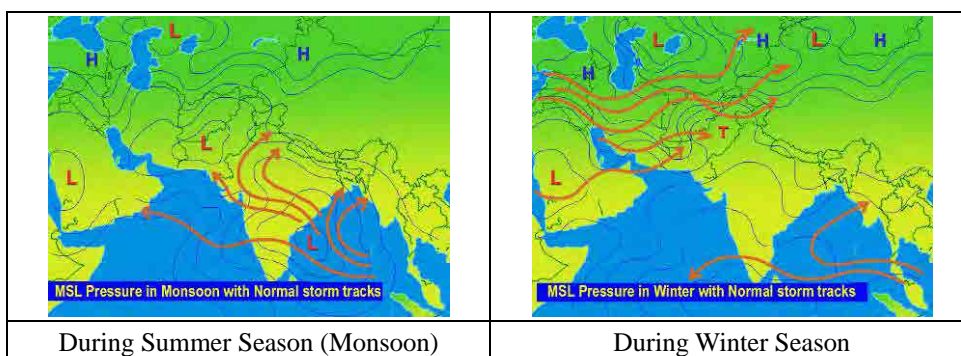 L
H
H
L
L
L
MSL Pressure in Monsoon with Normal storm tracks
L
H
L
H
H
T
L
MSL Pressure in Winter with Normal storm tracks
During Summer Season (Monsoon)
During Winter Season